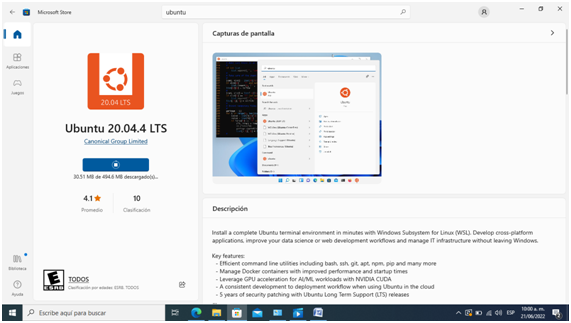 Microsoft Store
ubuntu
Aplicaciones
Juegos
Biblioteca
Ayuda
20.04 LTS
Ubuntu 20.04.4 LTS
Canonical Group Limited
30.51 MB de 494.6 MB descargado(s)...
4.1 10
Promedio Clasificación
ESRB
TODOS
Clasificación por edades: ESRB: TODOS
Capturas de pantalla
Ubuntu
Descripción
Install a complete Ubuntu terminal environment in minutes with Windows Subsystem for Linux (WSL). Develop cross-platform
applications, improve your data science or web development workflows and manage IT infrastructure without leaving Windows.
Key features:
- Efficient command line utilities including bash, ssh, git, apt, npm, pip and many more
- Manage Docker containers with improved performance and startup times
- Leverage GPU acceleration for AI/ML workloads with NVIDIA CUDA
- A consistent development to deployment workflow when using Ubuntu in the cloud
- 5 years of security patching with Ubuntu Long Term Support (LTS) releases
Escribe aquí para buscar
ESP
10:00 a. m.
21/06/2022